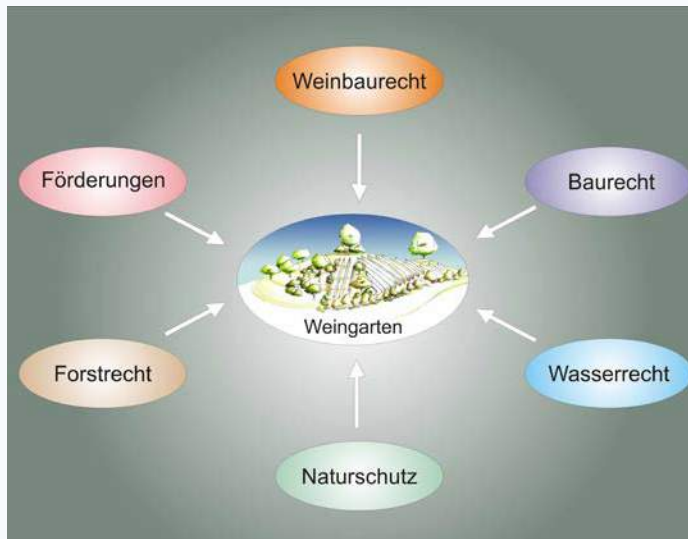 Weinbaurecht
Förderungen
Baurecht
Weingarten
Forstrecht
Wasserrecht
Naturschutz